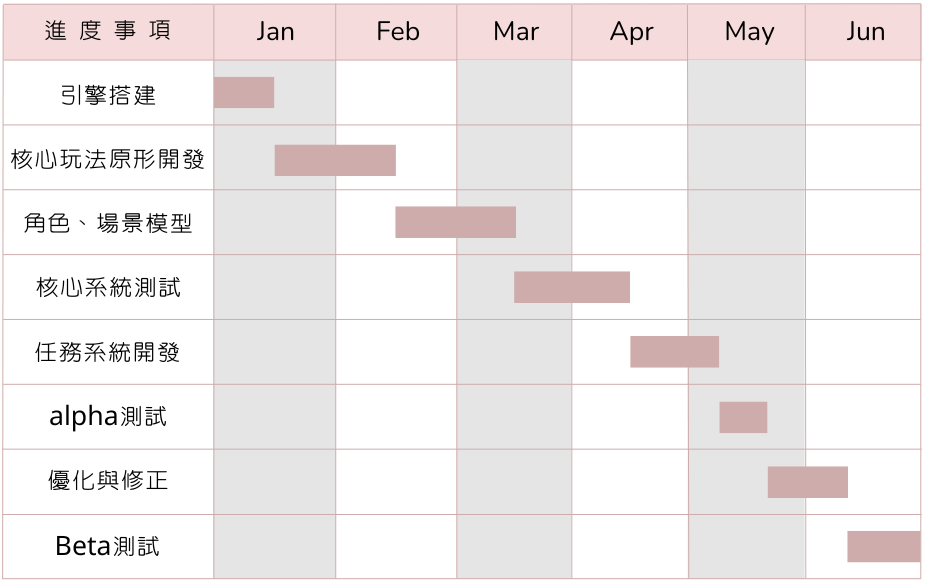 進度事項 Jan Feb Mar Apr May Jun
引擎搭建
核心玩法原形開發
角色、場景模型
核心系統測試
任務系統開發
alpha測試
優化與修正
Beta測試